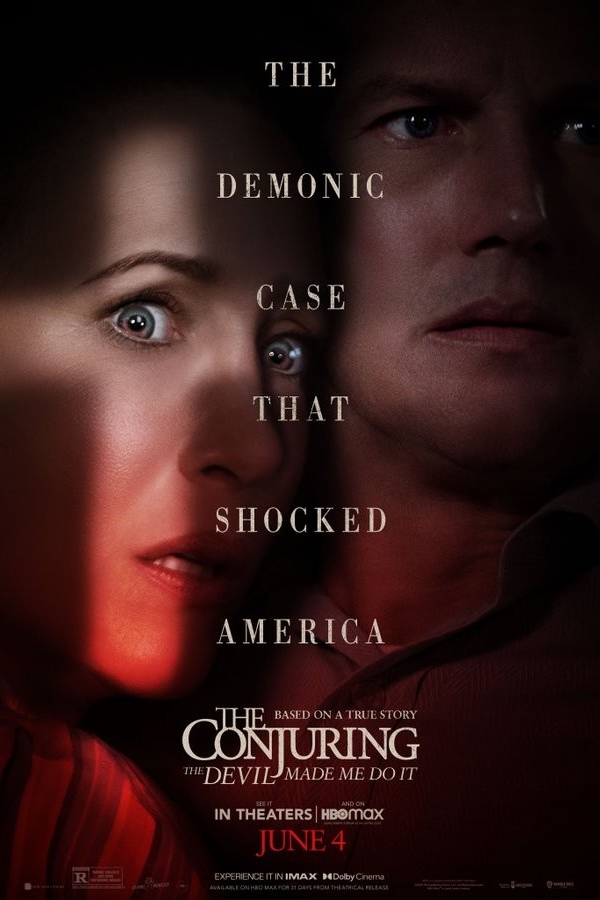 THE
DEMONIC
CASE
THAT
SHOCKED
AMERICA
BASED ON A TRUE STORY
THE
CONJURING
THE DEVIL MADE ME DO IT
SEE IT IN THEATERS | AND ON HBOMAX
JUNE 4
R
EXPERIENCE IT IN IMAX Dolby Cinema
AVAILABLE ON HBO MAX FOR 31 DAYS FROM THEATRICAL RELEASE